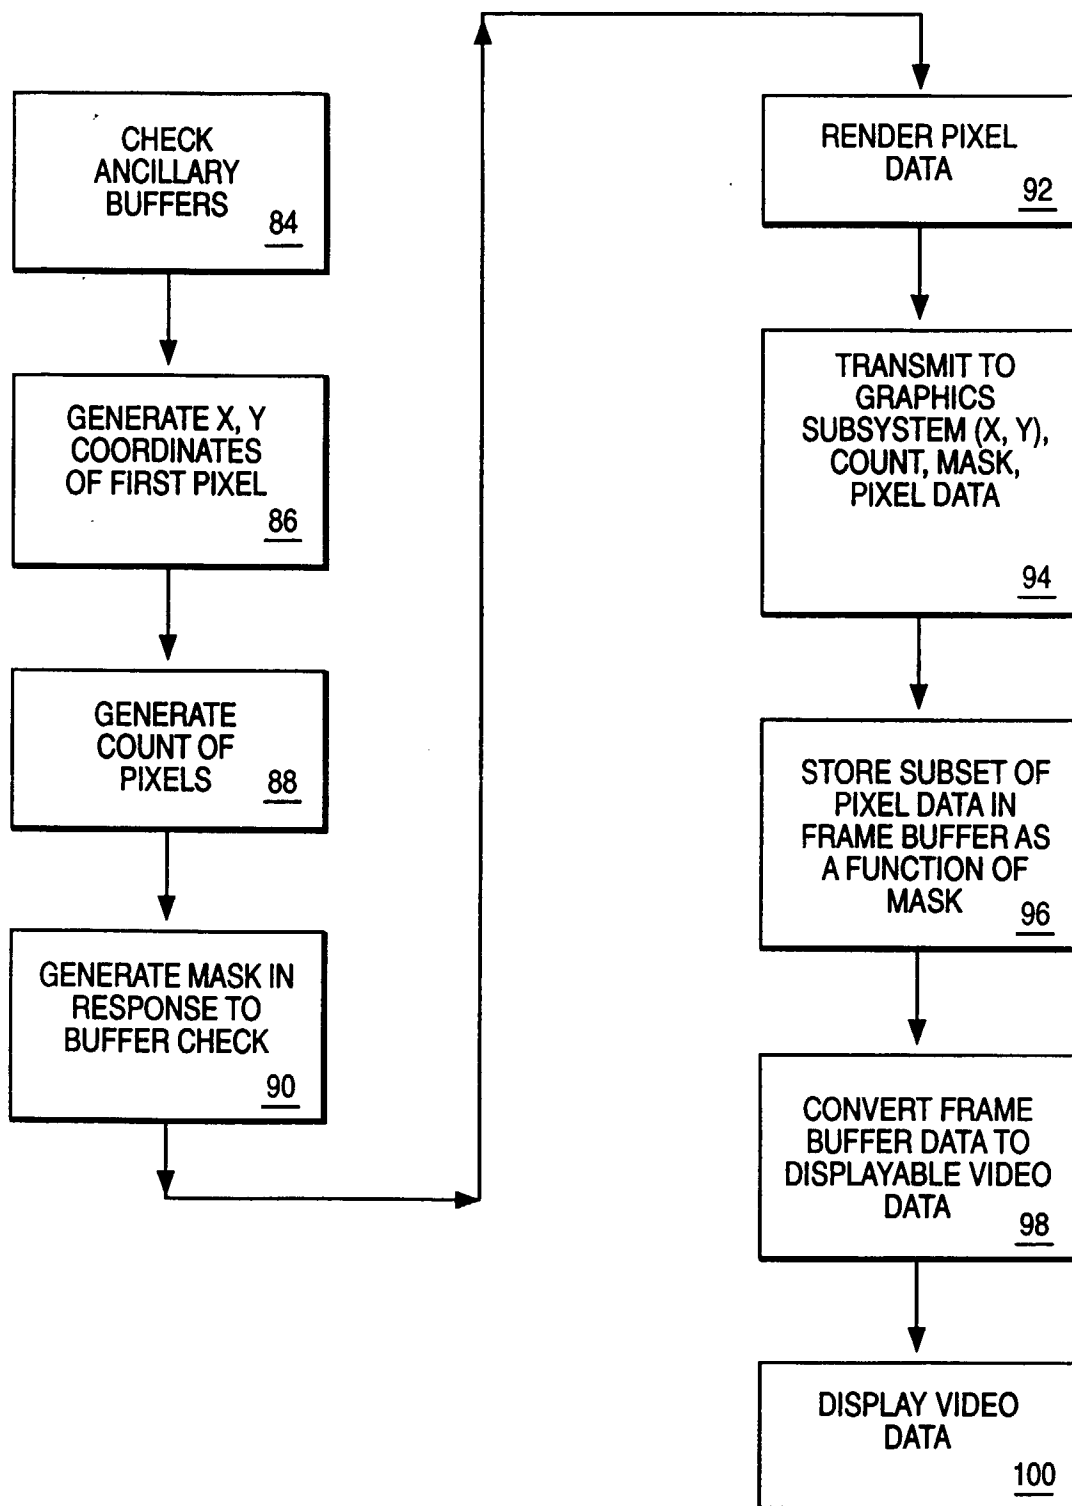 CHECK
ANCILLARY
BUFFERS
84
GENERATE X, Y
COORDINATES
OF FIRST PIXEL
86
GENERATE
COUNT OF
PIXELS
88
GENERATE MASK IN
RESPONSE TO
BUFFER CHECK
90
RENDER PIXEL
DATA
92
TRANSMIT TO
GRAPHICS
SUBSYSTEM (X, Y),
COUNT, MASK,
PIXEL DATA
94
STORE SUBSET OF
PIXEL DATA IN
FRAME BUFFER AS
A FUNCTION OF
MASK
96
CONVERT FRAME
BUFFER DATA TO
DISPLAYABLE VIDEO
DATA
98
DISPLAY VIDEO
DATA
100